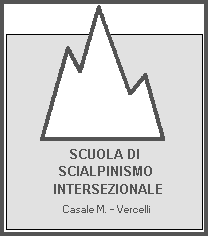 SCUOLA DI
SCIALPINISMO
INTERSEZIONALE
Casale M. - Vercelli